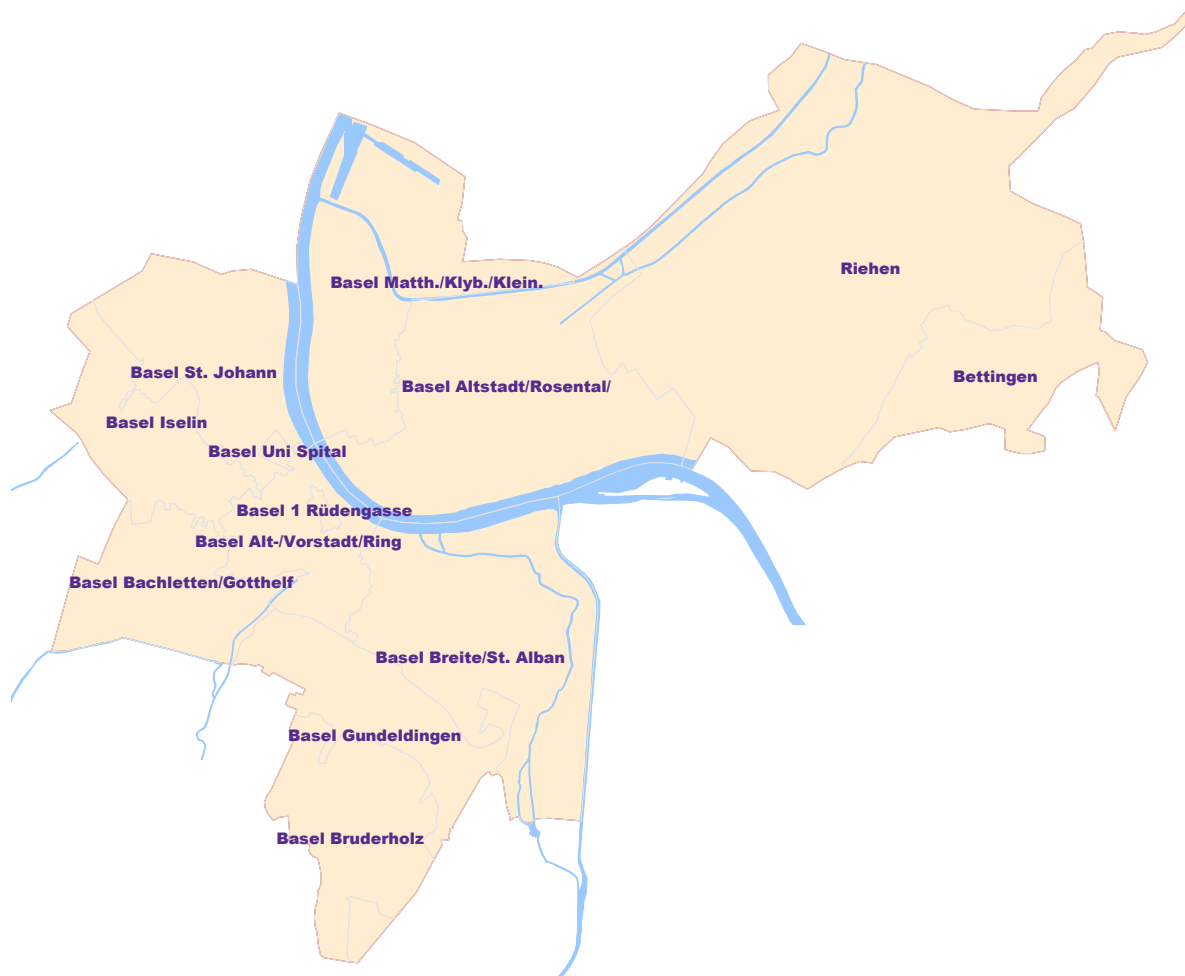 Riehen
Basel Matth./Klyb./Klein.
Basel St. Johann
Bettingen
Basel Altstadt/Rosental/
Basel Iselin
Basel Uni Spital
Basel 1 Rüdengasse
Basel Alt-/Vorstadt/Ring
Basel Bachletten/Gotthelf
Basel Breite/St. Alban
Basel Gundeldingen
Basel Bruderholz